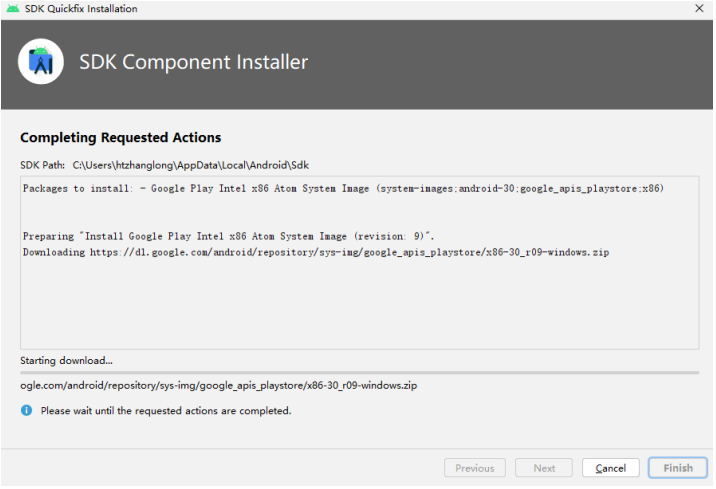 SDK Quickfix Installation
SDK Component Installer
Completing Requested Actions
SDK Path: C:\Users\htzhanglong\AppData\Local\Android\Sdk
Packages to install: - Google Play Intel x86 Atom System Image (system-images;android-30;google_apis_playstore;x86)
Preparing "Install Google Play Intel x86 Atom System Image (revision: 9)".
Downloading https://dl.google.com/android/repository/sys-img/google_apis_playstore/x86-30_r09-windows.zip
Starting download...
ogle.com/android/repository/sys-img/google_apis_playstore/x86-30_r09-windows.zip
Please wait until the requested actions are completed.
Previous Next Cancel Finish